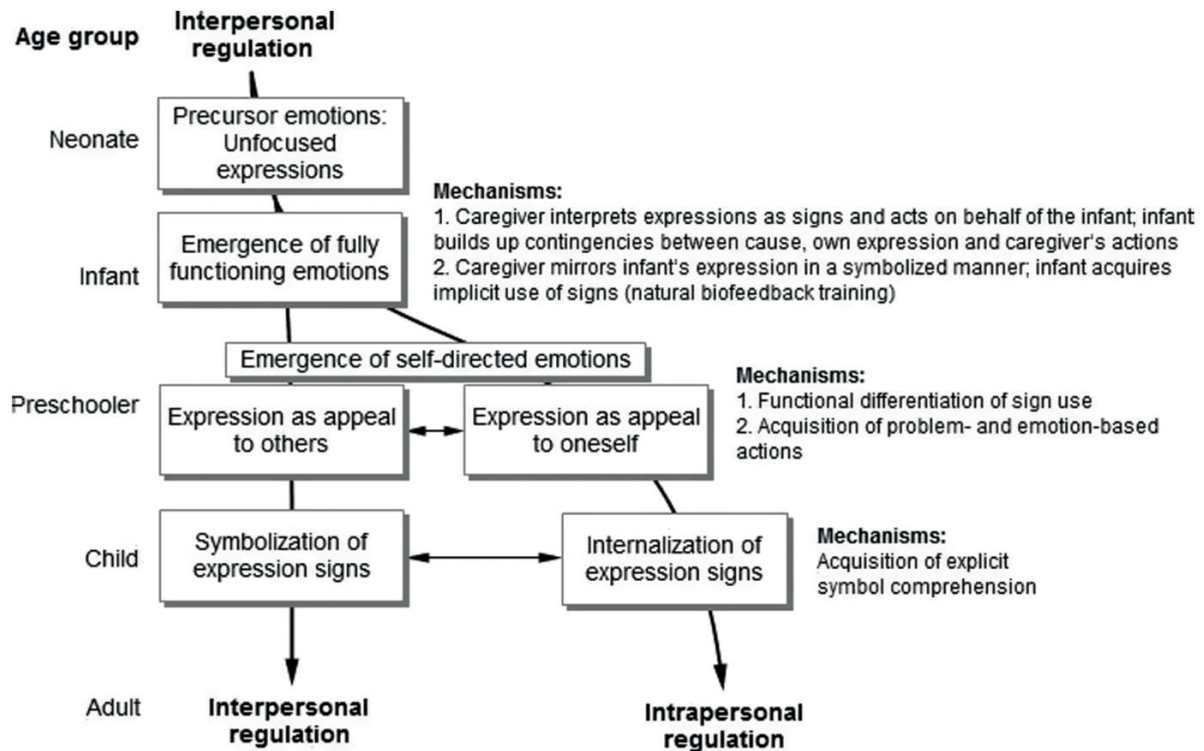 Age group
Interpersonal
regulation
Neonate
Precursor emotions:
Unfocused
expressions
Infant
Emergence of fully
functioning emotions
Mechanisms:
1. Caregiver interprets expressions as signs and acts on behalf of the infant; infant
builds up contingencies between cause, own expression and caregiver's actions
2. Caregiver mirrors infant's expression in a symbolized manner; infant acquires
implicit use of signs (natural biofeedback training)
Emergence of self-directed emotions
Preschooler
Expression as appeal
to others
Expression as appeal
to oneself
Mechanisms:
1. Functional differentiation of sign use
2. Acquisition of problem- and emotion-based
actions
Child
Symbolization of
expression signs
Internalization of
expression signs
Mechanisms:
Acquisition of explicit
symbol comprehension
Adult
Interpersonal
regulation
Intrapersonal
regulation